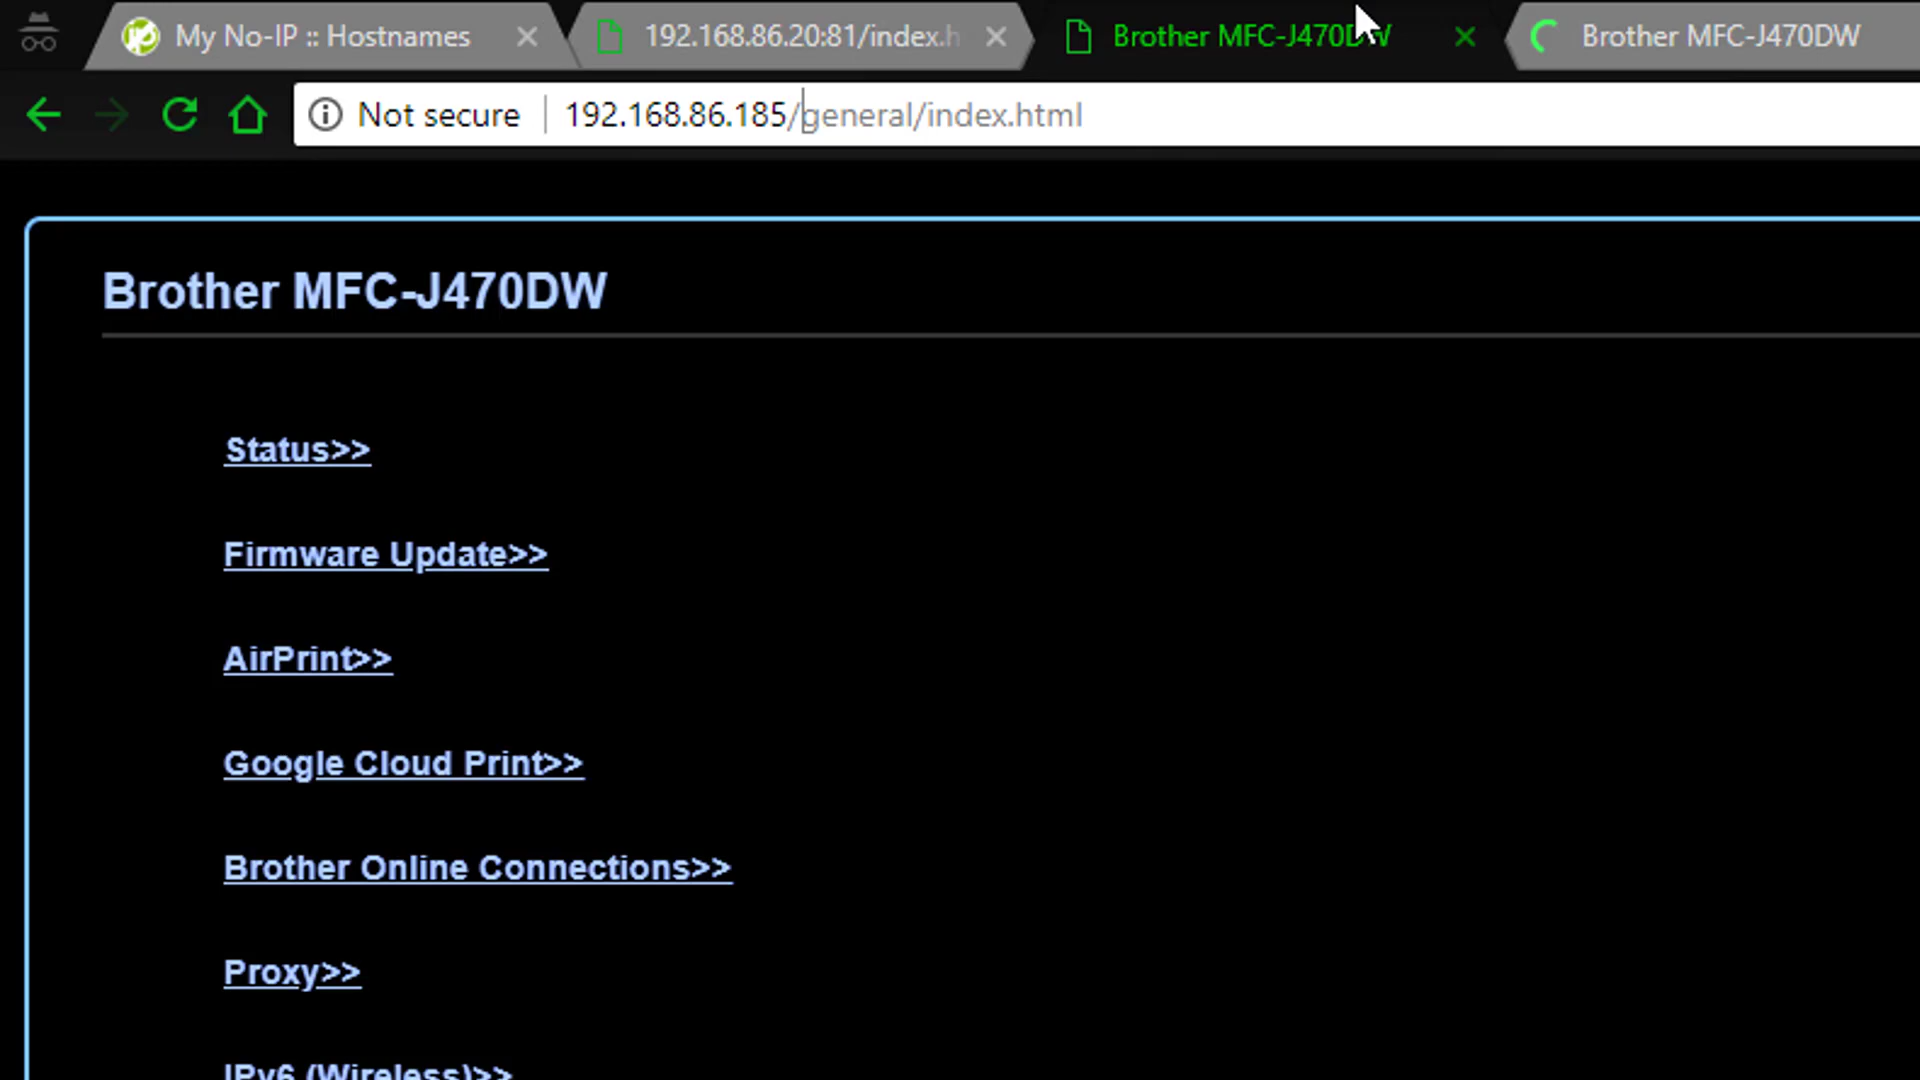 My No-IP :: Hostnames
192.168.86.20:81/index.h
Brother MFC-J470DW
Brother MFC-J470DW
Not secure
192.168.86.185/general/index.html
Brother MFC-J470DW
Status>>
Firmware Update>>
AirPrint>>
Google Cloud Print>>
Brother Online Connections>>
Proxy>>
IPv6 (Wireless)>>